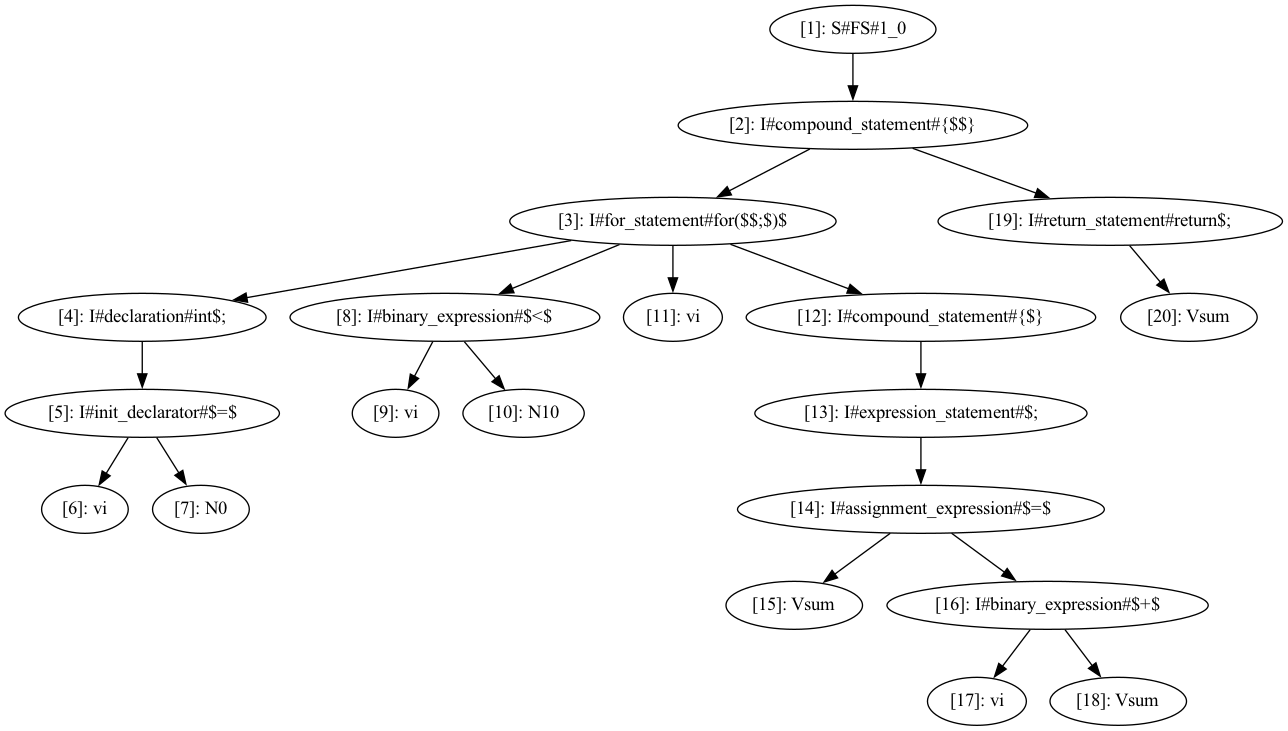 [1]: S#FS#1_0
[2]: I#compound_statement#{$$}
[3]: I#for_statement#for($$;$)$
[19]: I#return_statement#return$;
[4]: I#declaration#int$;
[8]: I#binary_expression#$<$
[11]: vi
[12]: I#compound_statement#{$}
[20]: Vsum
[5]: I#init_declarator#$=$
[9]: vi
[10]: N10
[13]: I#expression_statement#$;
[6]: vi
[7]: N0
[14]: I#assignment_expression#$=$
[15]: Vsum
[16]: I#binary_expression#$+$
[17]: vi
[18]: Vsum